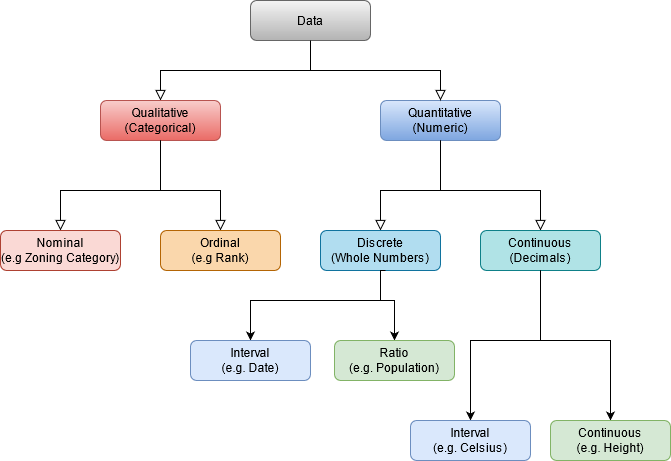 Data
Qualitative
(Categorical)
Quantitative
(Numeric)
Nominal
(e.g Zoning Category)
Ordinal
(e.g Rank)
Discrete
(Whole Numbers)
Continuous
(Decimals)
Interval
(e.g. Date)
Ratio
(e.g. Population)
Interval
(e.g. Celsius)
Continuous
(e.g. Height)